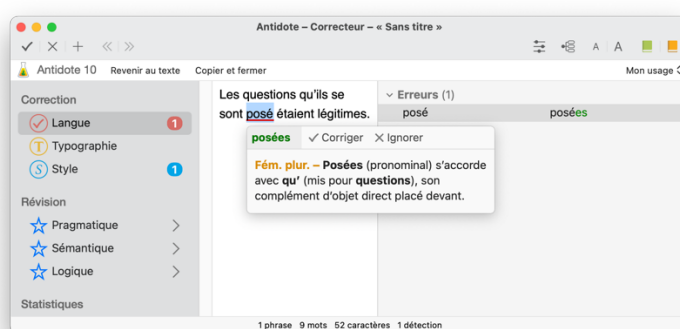 Antidote – Correcteur – « Sans titre »
A A
Antidote 10 Revenir au texte Copier et fermer Mon usage
Correction
Langue 1
T Typographie
S Style 1
Révision
Pragmatique
Sémantique
Logique
Statistiques
Les questions qu’ils se
sont posé étaient légitimes.
Erreurs (1)
posé posées
posées Corriger Ignorer
Fém. plur. – Posées (pronominal) s’accorde
avec qu’ (mis pour questions), son
complément d’objet direct placé devant.
1 phrase 9 mots 52 caractères 1 détection